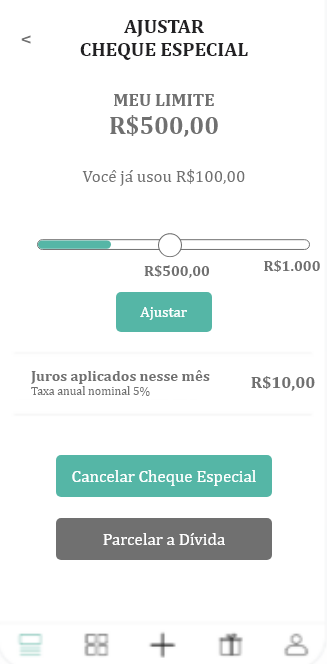 AJUSTAR
<
CHEQUE ESPECIAL
MEU LIMITE
R$500,00
Você já usou R$100,00
R$500,00
R$1.000
Ajustar
Juros aplicados nesse mês
R$10,00
Taxa anual nominal 5%
Cancelar Cheque Especial
Parcelar a Dívida